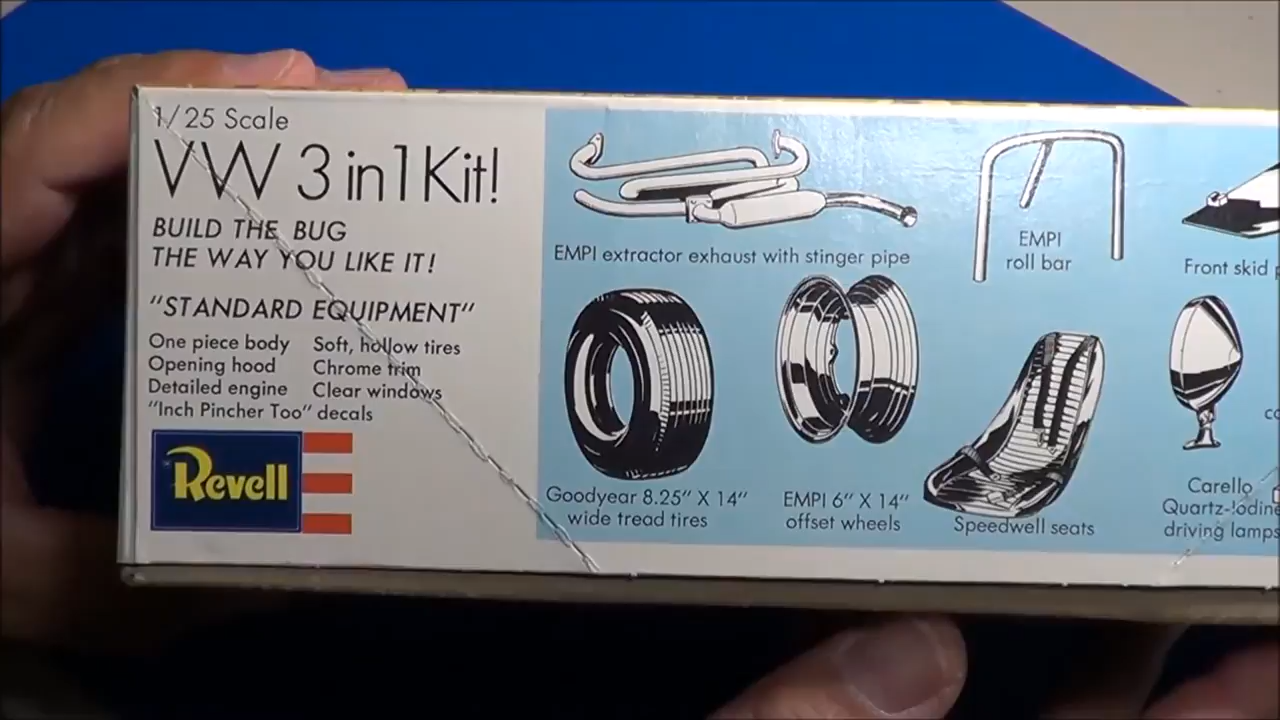 1/25 Scale
VW 3 in 1 Kit!
BUILD THE BUG
THE WAY YOU LIKE IT!
"STANDARD EQUIPMENT"
One piece body Soft, hollow tires
Opening hood Chrome trim
Detailed engine Clear windows
"Inch Pincher Too" decals
Revell
EMPI extractor exhaust with stinger pipe
EMPI
roll bar
Front skid
Goodyear 8.25" X 14"
wide tread tires
EMPI 6" X 14"
offset wheels
Speedwell seats
Carello
Quartz-Iodine
driving lamps